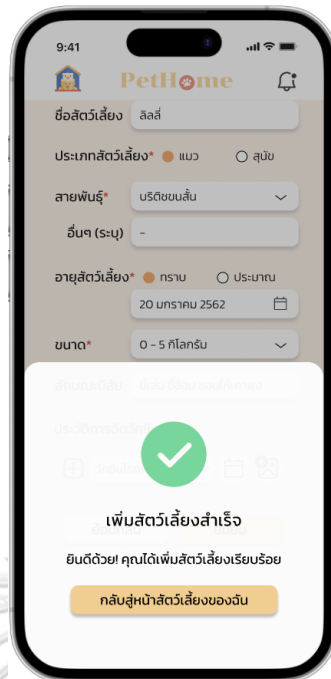 9:41
PetHome
ชื่อสัตว์เลี้ยง ลิลลี่
ประเภทสัตว์เลี้ยง* แมว สุนัข
สายพันธุ์* บริติชขนสั้น
อื่นๆ (ระบุ) -
อายุสัตว์เลี้ยง* ทราบ ประมาณ
20 มกราคม 2562
ขนาด* 0 - 5 กิโลกรัม
เพิ่มสัตว์เลี้ยงสำเร็จ
ยินดีด้วย! คุณได้เพิ่มสัตว์เลี้ยงเรียบร้อย
กลับสู่หน้าสัตว์เลี้ยงของฉัน